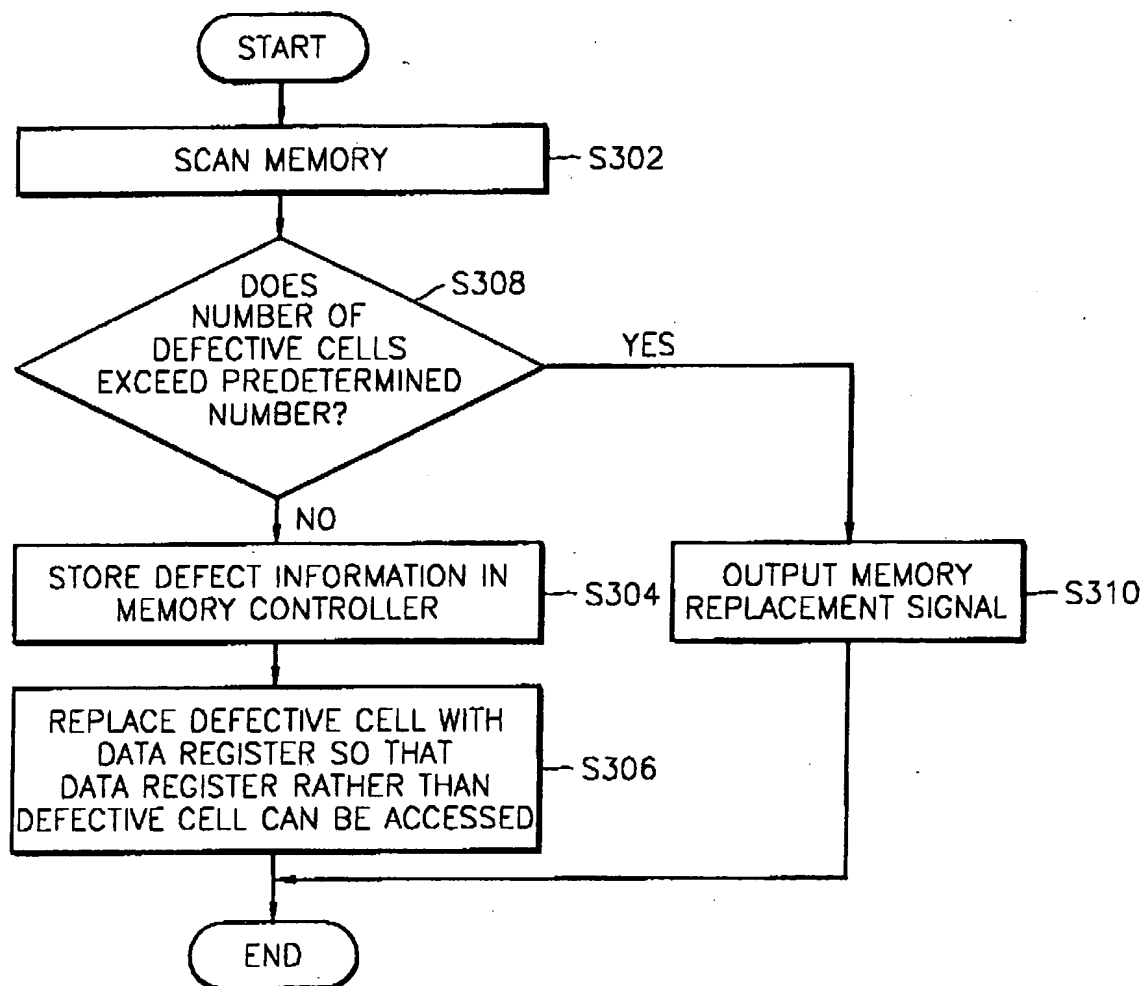 START
SCAN MEMORY
S302
DOES
NUMBER OF
DEFECTIVE CELLS
EXCEED PREDETERMINED
NUMBER?
S308
YES
NO
STORE DEFECT INFORMATION IN
MEMORY CONTROLLER
S304
OUTPUT MEMORY
REPLACEMENT SIGNAL
S310
REPLACE DEFECTIVE CELL WITH
DATA REGISTER SO THAT
DATA REGISTER RATHER THAN
DEFECTIVE CELL CAN BE ACCESSED
S306
END